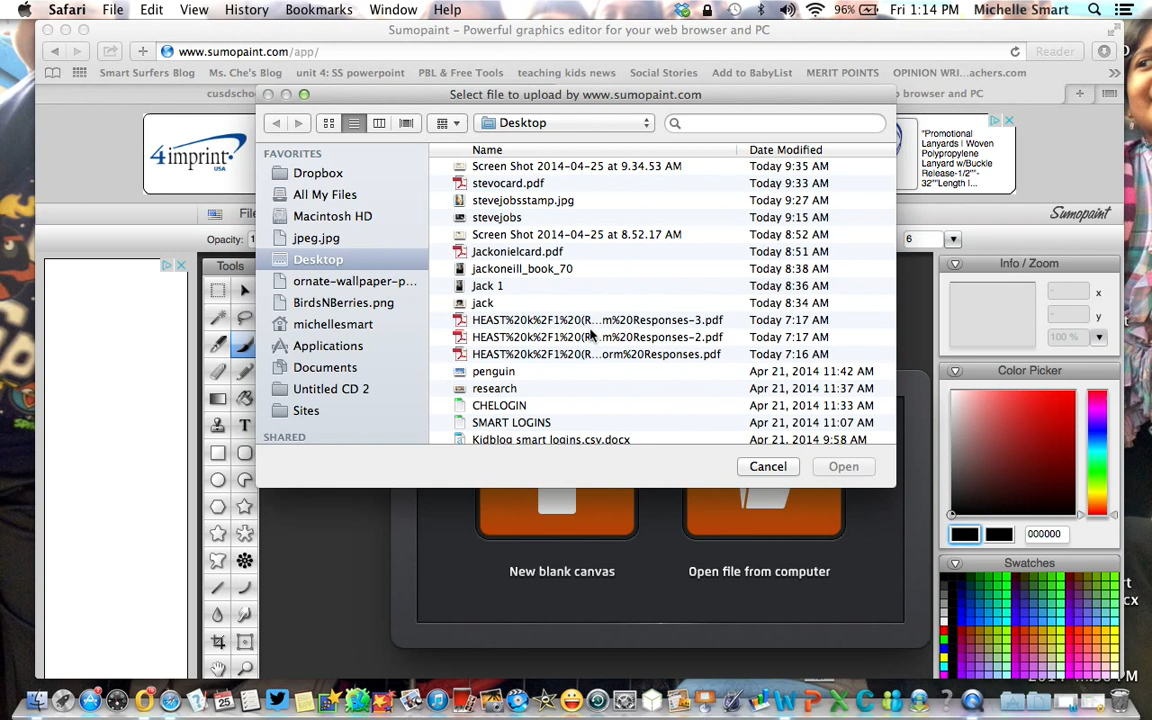 Safari File Edit View History Bookmarks Window Help 96% Fri 1:14 PM Michelle Smart
Sumopaint – Powerful graphics editor for your web browser and PC
www.sumopaint.com/app/ Reader
Smart Surfers Blog Ms. Che's Blog unit 4: SS powerpoint PBL & Free Tools teaching kids news Social Stories Add to BabyList MERIT POINTS OPINION WRI...achers.com
cusdschoo
b browser and PC
Select file to upload by www.sumopaint.com
Desktop
4imprint
USA
"Promotional
Lanyards | Woven
Polypropylene
Lanyard w/Buckle
Release-1/2"'-
32"'Length |...
FAVORITES
Dropbox
All My Files
Macintosh HD
jpeg.jpg
Desktop
ornate-wallpaper-p...
BirdsNBerries.png
michellesmart
Applications
Documents
Untitled CD 2
Sites
SHARED
Name Date Modified
Screen Shot 2014-04-25 at 9.34.53 AM Today 9:35 AM
stevocard.pdf Today 9:33 AM
stevejobsstamp.jpg Today 9:27 AM
stevejobs Today 9:15 AM
Screen Shot 2014-04-25 at 8.52.17 AM Today 8:52 AM
Jackonielcard.pdf Today 8:51 AM
jackoneill_book_70 Today 8:38 AM
Jack 1 Today 8:36 AM
jack Today 8:34 AM
HEAST%20k%2F1%20(R...m%20Responses-3.pdf Today 7:17 AM
HEAST%20k%2F1%20(R...m%20Responses-2.pdf Today 7:17 AM
HEAST%20k%2F1%20(R...orm%20Responses.pdf Today 7:16 AM
penguin Apr 21, 2014 11:42 AM
research Apr 21, 2014 11:37 AM
CHELOGIN Apr 21, 2014 11:33 AM
SMART LOGINS Apr 21, 2014 11:07 AM
Kidblog smart logins.csv.docx Apr 21, 2014 9:58 AM
Cancel Open
File
Opacity: 1
Sumopaint
6
Tools
T
Info / Zoom
- x
- y
100 %
Color Picker
000000
Swatches
New blank canvas Open file from computer
25